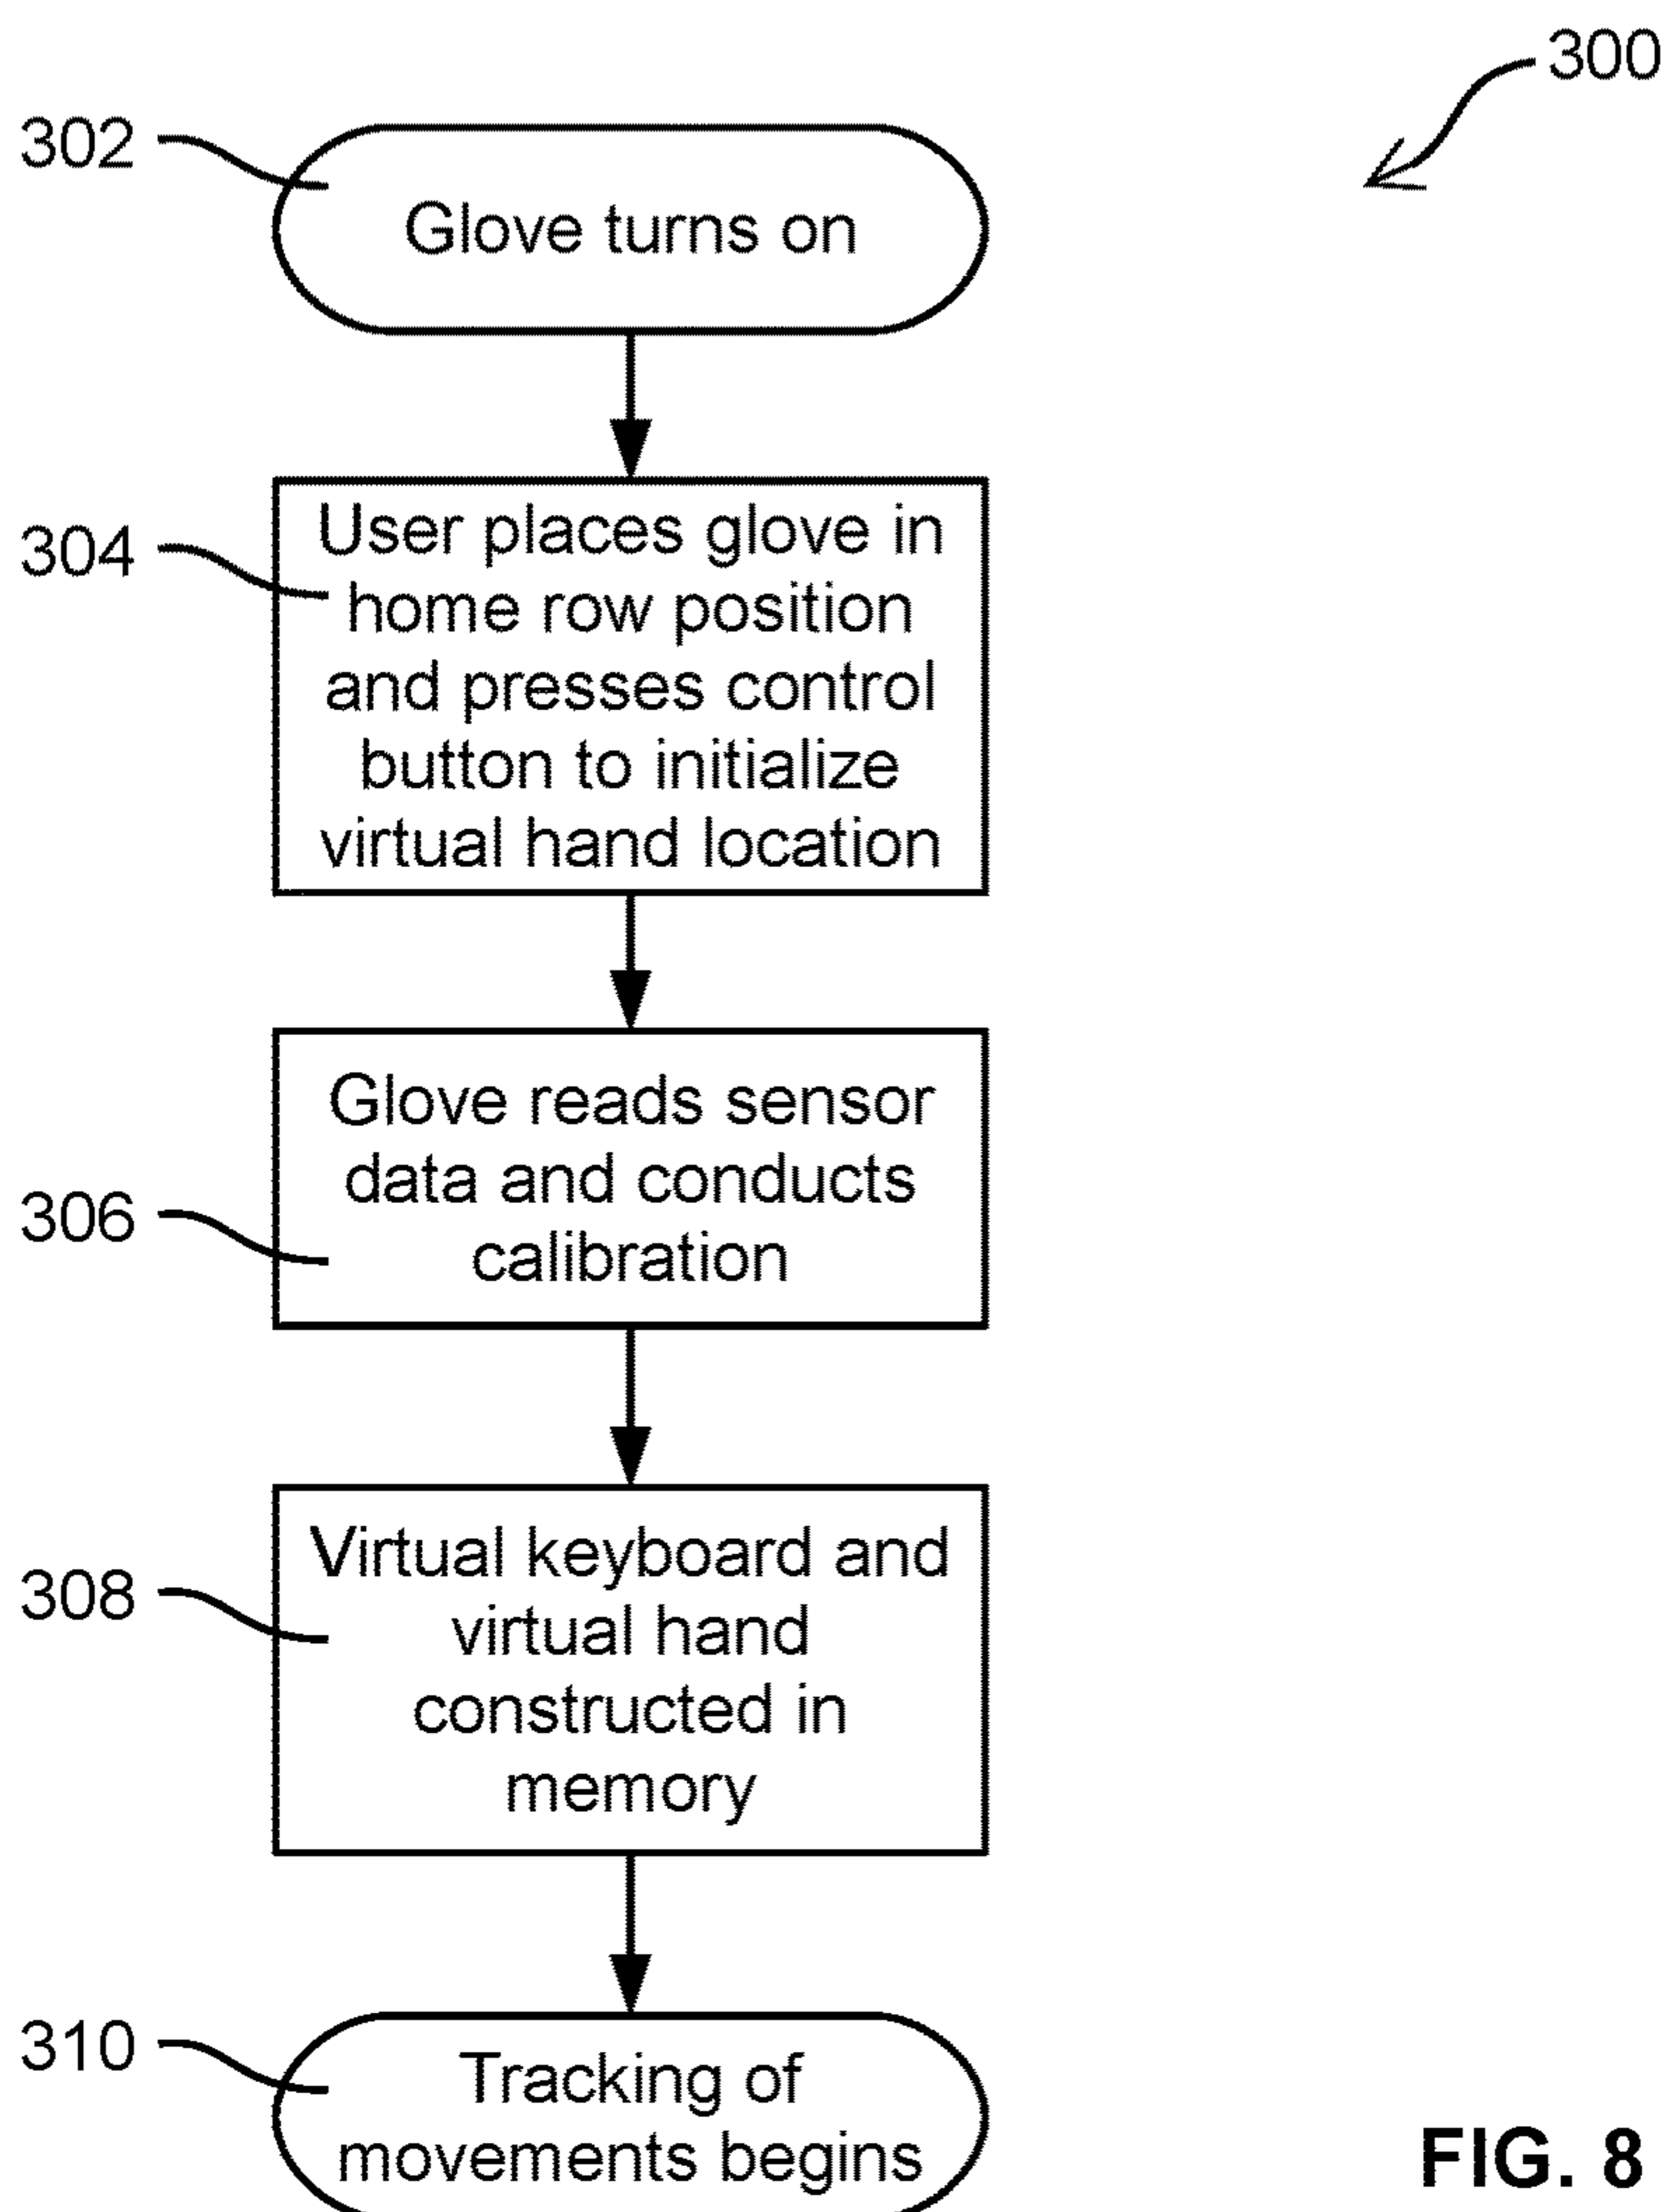 300
302
Glove turns on
304
User places glove in
home row position
and presses control
button to initialize
virtual hand location
306
Glove reads sensor
data and conducts
calibration
308
Virtual keyboard and
virtual hand
constructed in
memory
310
Tracking of
movements begins
FIG. 8